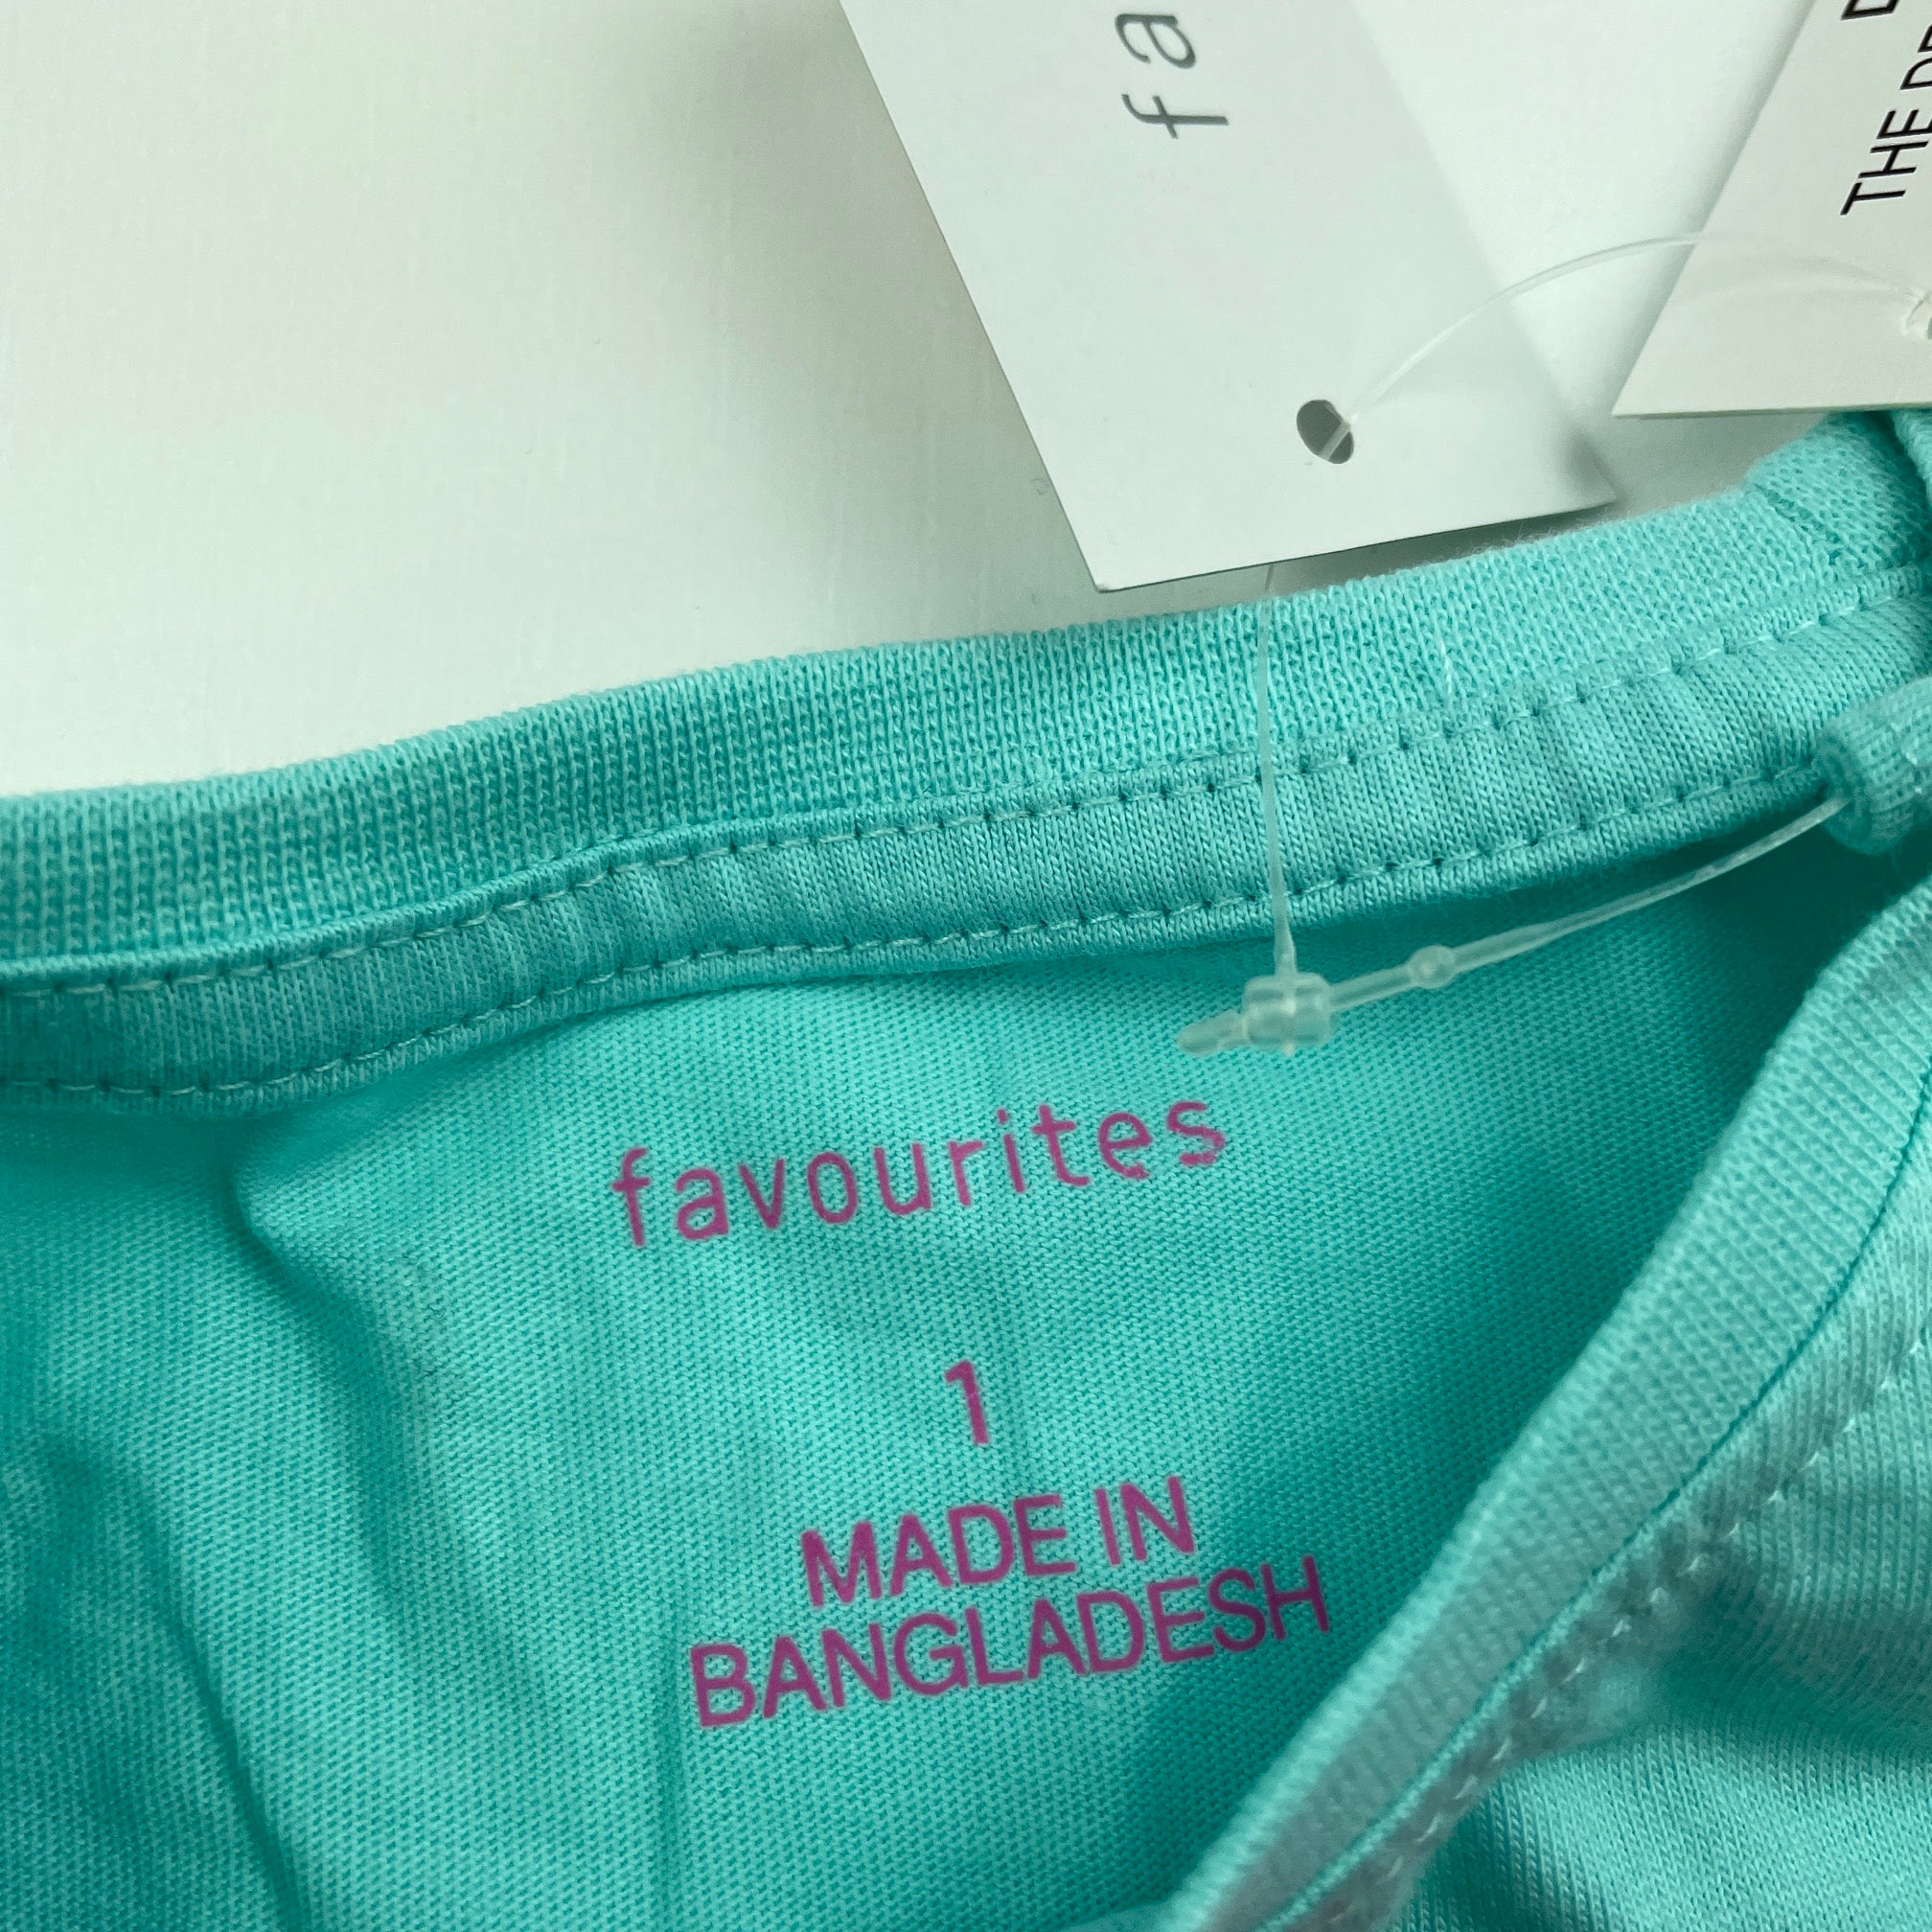 fa
THE
favourites
1
MADE IN
BANGLADESH